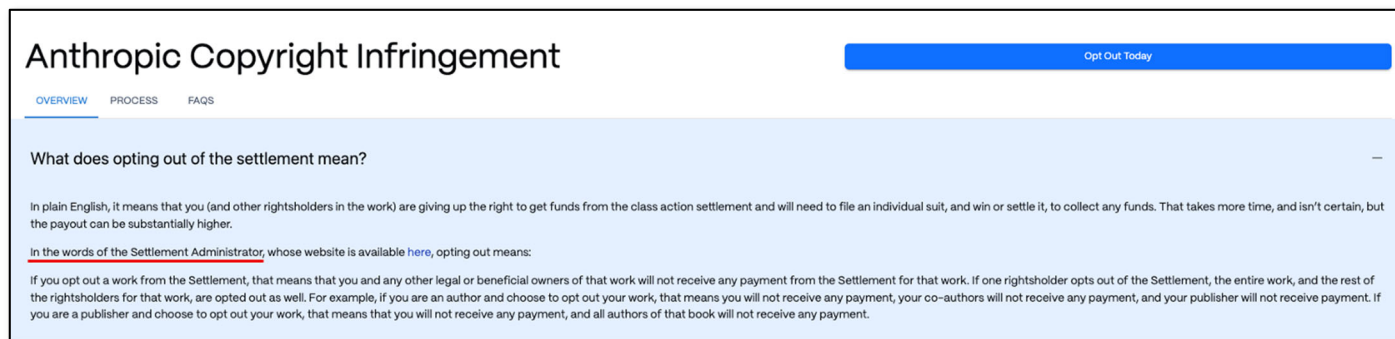 Anthropic Copyright Infringement
Opt Out Today
OVERVIEW PROCESS FAQS
What does opting out of the settlement mean?
In plain English, it means that you (and other rightsholders in the work) are giving up the right to get funds from the class action settlement and will need to file an individual suit, and win or settle it, to collect any funds. That takes more time, and isn't certain, but
the payout can be substantially higher.
In the words of the Settlement Administrator, whose website is available here, opting out means:
If you opt out a work from the Settlement, that means that you and any other legal or beneficial owners of that work will not receive any payment from the Settlement for that work. If one rightsholder opts out of the Settlement, the entire work, and the rest of
the rightsholders for that work, are opted out as well. For example, if you are an author and choose to opt out your work, that means you will not receive any payment, your co-authors will not receive any payment, and your publisher will not receive payment. If
you are a publisher and choose to opt out your work, that means that you will not receive any payment, and all authors of that book will not receive any payment.